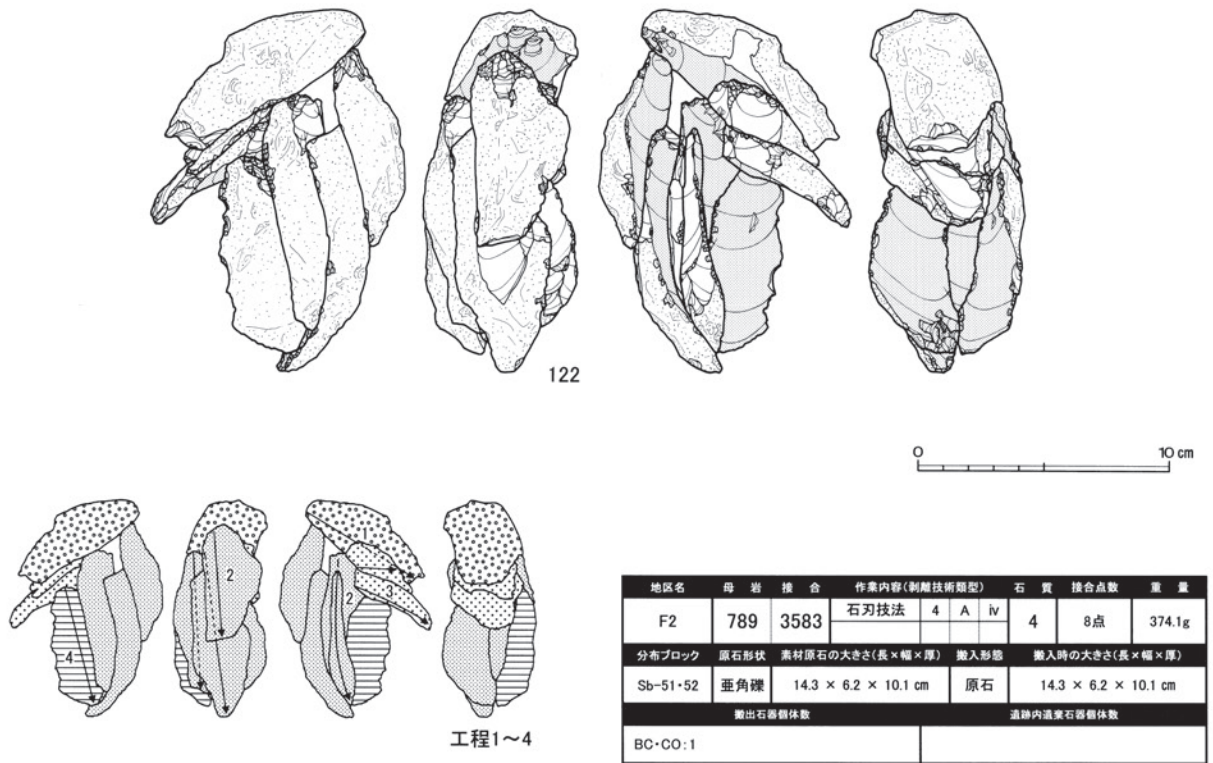 122
0 10 cm
1
2
2
3
4
工程1～4
地区名 母岩 接合 作業内容(剥離技術類型) 石質 接合点数 重量
F2 789 3583 石刃技法 4 A iv 4 8点 374.1g
分布ブロック 原石形状 素材原石の大きさ(長×幅×厚) 搬入形態 搬入時の大きさ(長×幅×厚)
Sb-51･52 亜角礫 14.3 × 6.2 × 10.1 cm 原石 14.3 × 6.2 × 10.1 cm
搬出石器個体数 遺跡内遺棄石器個体数
BC･CO:1